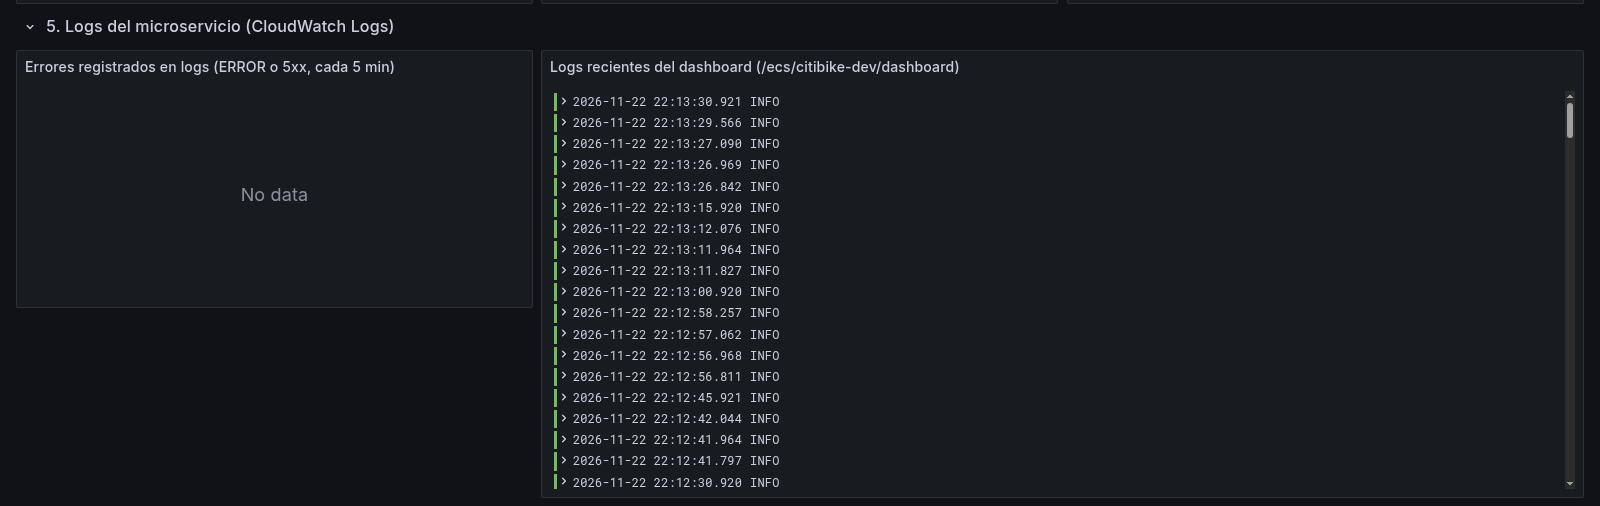 5. Logs del microservicio (CloudWatch Logs)
Errores registrados en logs (ERROR o 5xx, cada 5 min)
No data
Logs recientes del dashboard (/ecs/citibike-dev/dashboard)
2026-11-22 22:13:30.921 INFO
2026-11-22 22:13:29.566 INFO
2026-11-22 22:13:27.090 INFO
2026-11-22 22:13:26.969 INFO
2026-11-22 22:13:26.842 INFO
2026-11-22 22:13:15.920 INFO
2026-11-22 22:13:12.076 INFO
2026-11-22 22:13:11.964 INFO
2026-11-22 22:13:11.827 INFO
2026-11-22 22:13:00.920 INFO
2026-11-22 22:12:58.257 INFO
2026-11-22 22:12:57.062 INFO
2026-11-22 22:12:56.968 INFO
2026-11-22 22:12:56.811 INFO
2026-11-22 22:12:45.921 INFO
2026-11-22 22:12:42.044 INFO
2026-11-22 22:12:41.964 INFO
2026-11-22 22:12:41.797 INFO
2026-11-22 22:12:30.920 INFO